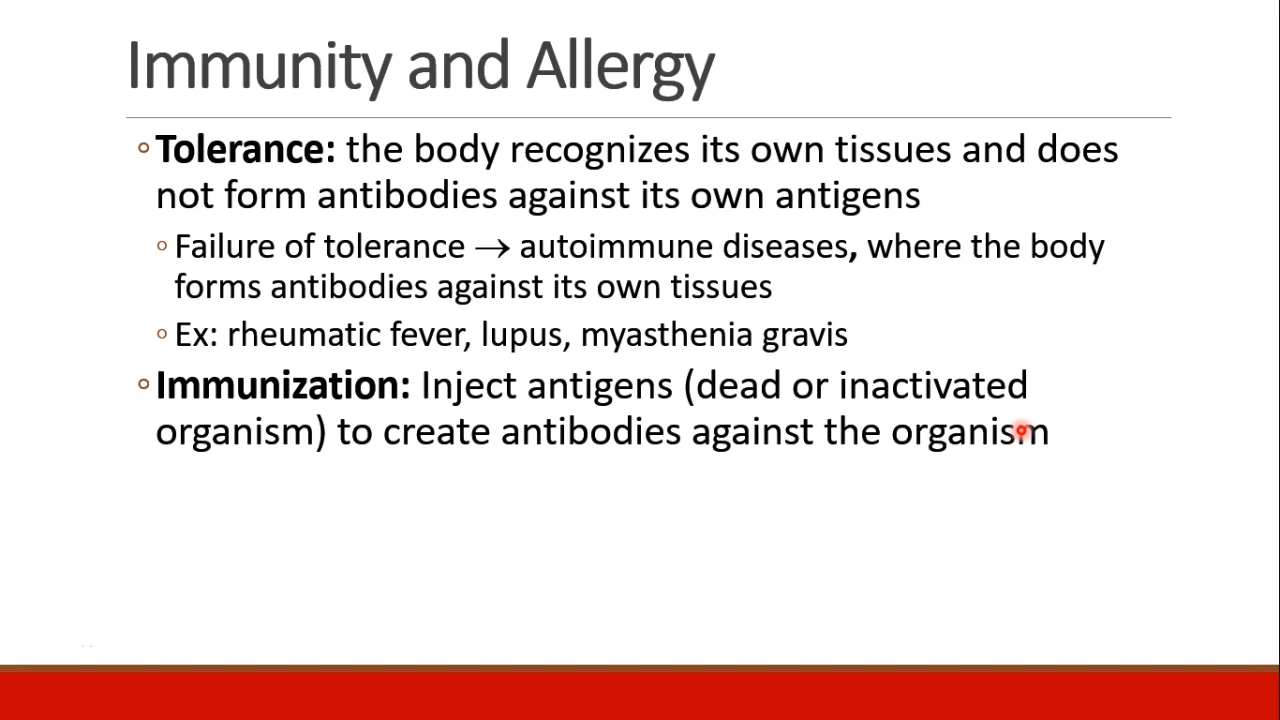 Immunity and Allergy
◦Tolerance: the body recognizes its own tissues and does
not form antibodies against its own antigens
◦Failure of tolerance → autoimmune diseases, where the body
forms antibodies against its own tissues
◦Ex: rheumatic fever, lupus, myasthenia gravis
◦Immunization: Inject antigens (dead or inactivated
organism) to create antibodies against the organism